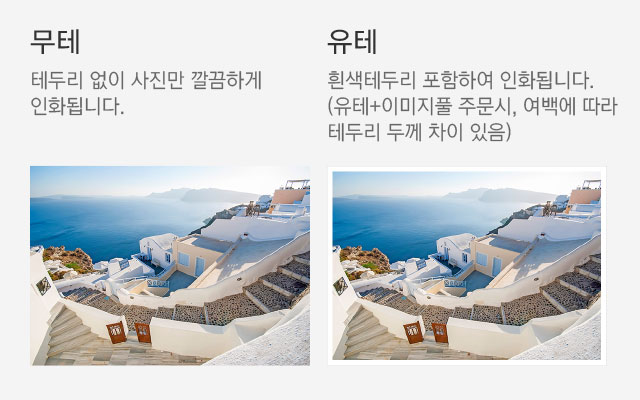 무테
테두리 없이 사진만 깔끔하게
인화됩니다.
유테
흰색테두리 포함하여 인화됩니다.
(유테+이미지풀 주문시, 여백에 따라
테두리 두께 차이 있음)